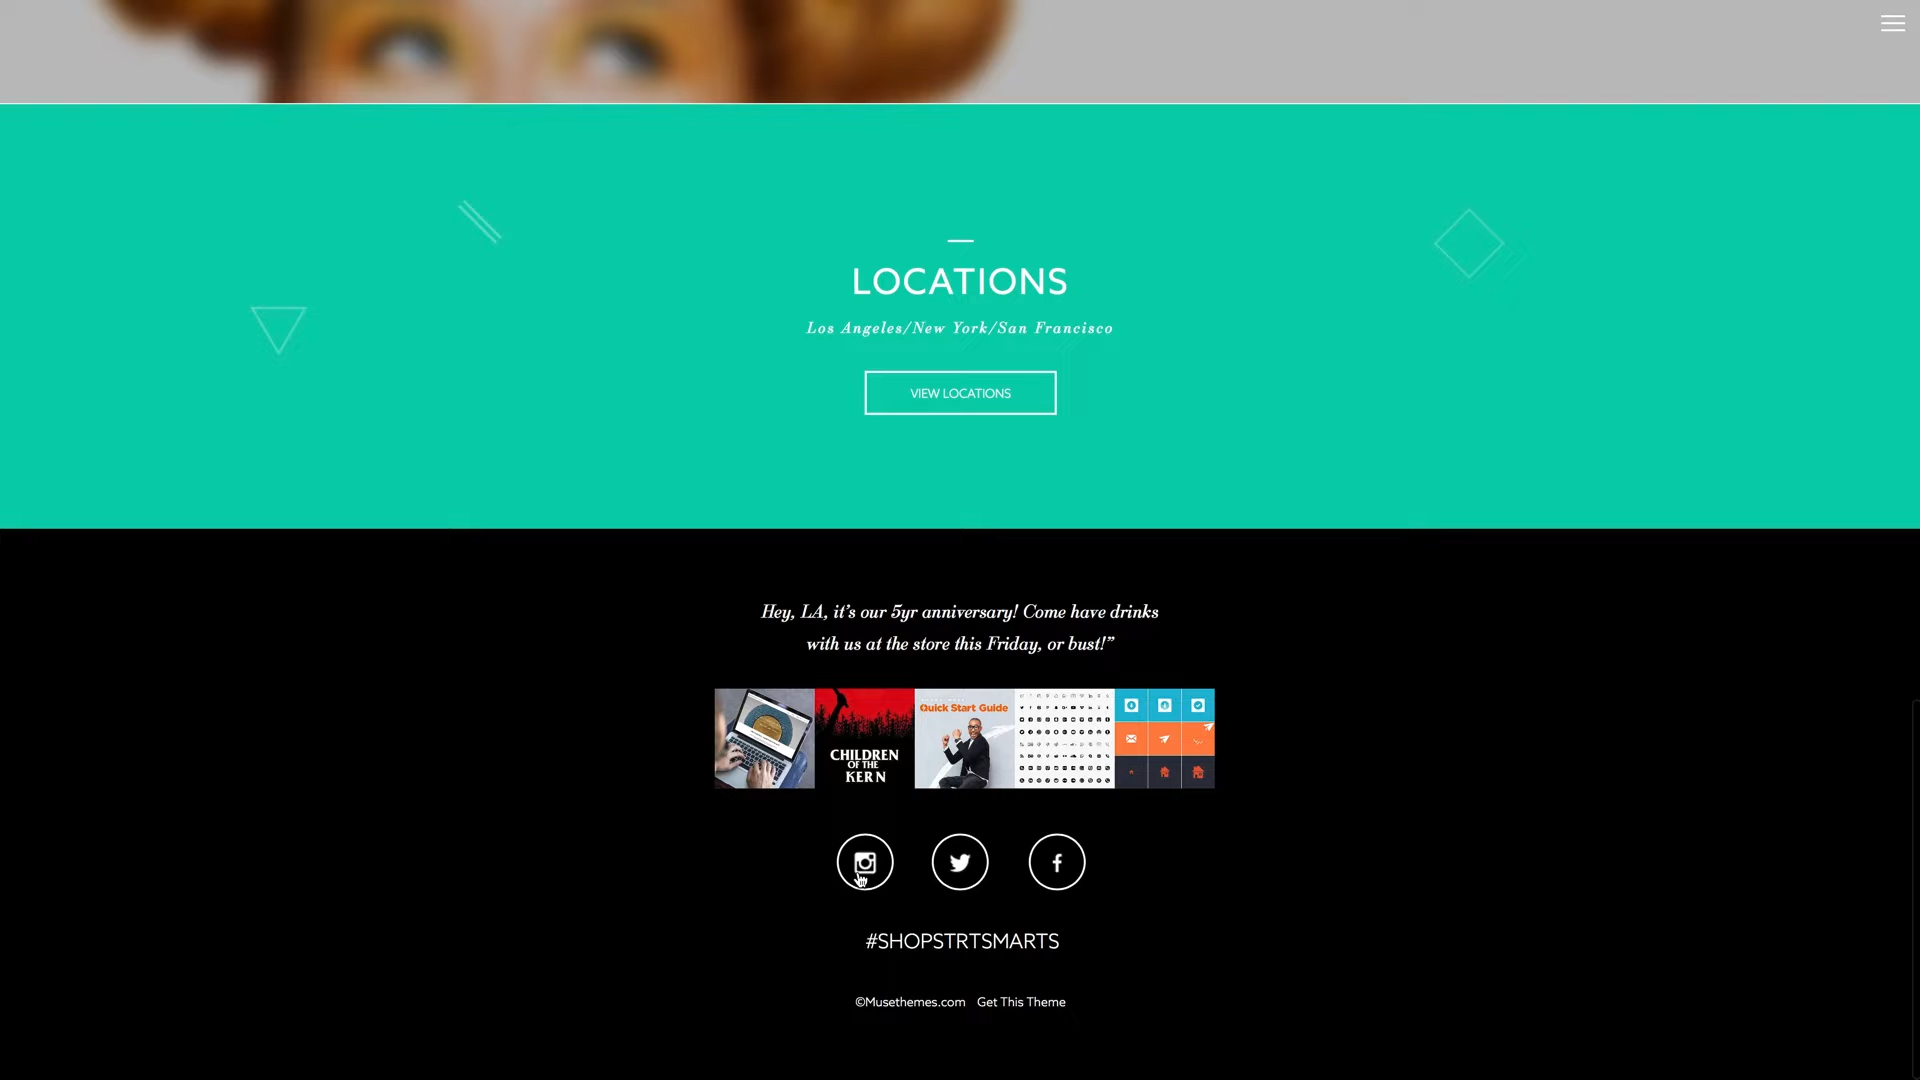 LOCATIONS
Los Angeles/New York/San Francisco
VIEW LOCATIONS
Hey, LA, it's our 5yr anniversary! Come have drinks
with us at the store this Friday, or bust!”
Quick Start Guide
CHILDREN
OF THE
KERN
#SHOPSTRTSMARTS
©Musethemes.com Get This Theme